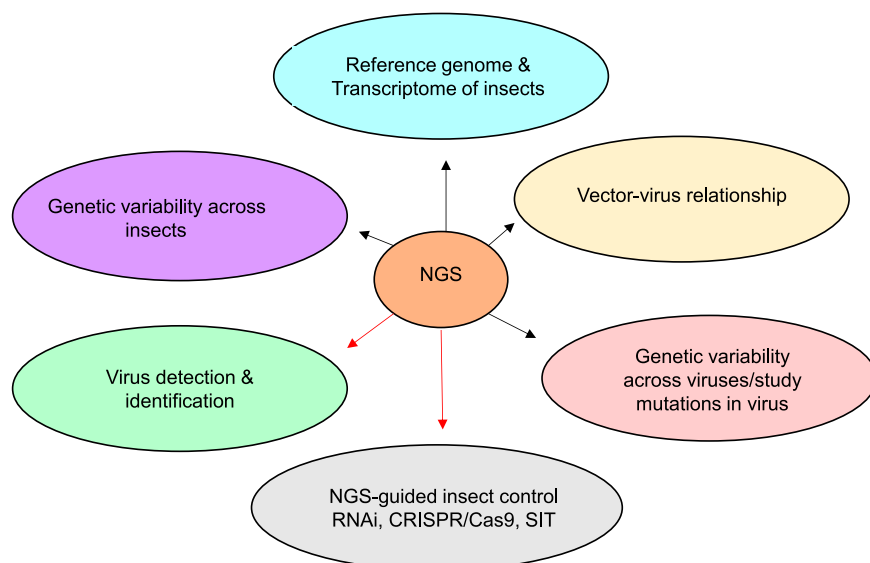 Reference genome &
Transcriptome of insects
Genetic variability across
insects
Vector-virus relationship
NGS
Virus detection &
identification
Genetic variability
across viruses/study
mutations in virus
NGS-guided insect control
RNAi, CRISPR/Cas9, SIT